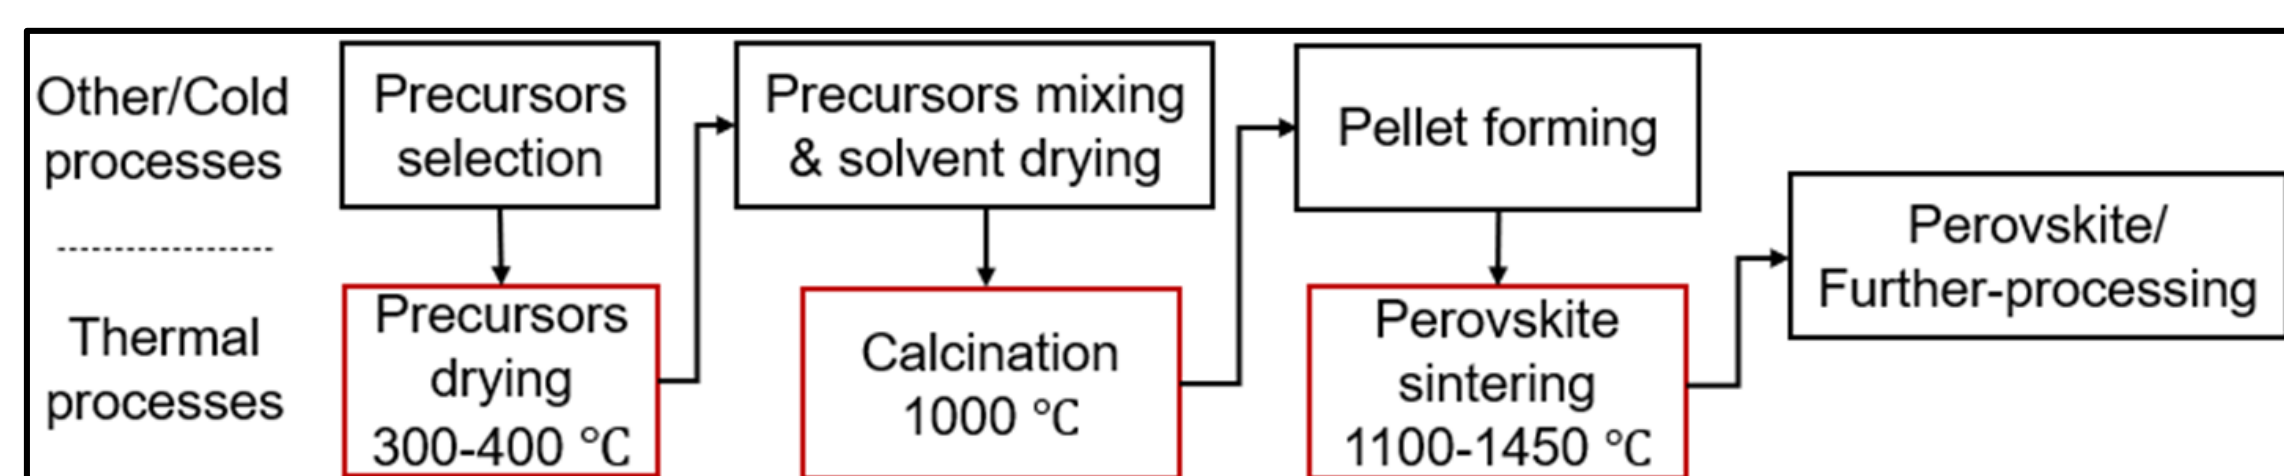 Other/Cold
processes
Thermal
processes
Precursors
selection
Precursors
drying
300-400 °C
Precursors mixing
& solvent drying
Calcination
1000 °C
Pellet forming
Perovskite
sintering
1100-1450 °C
Perovskite/
Further-processing